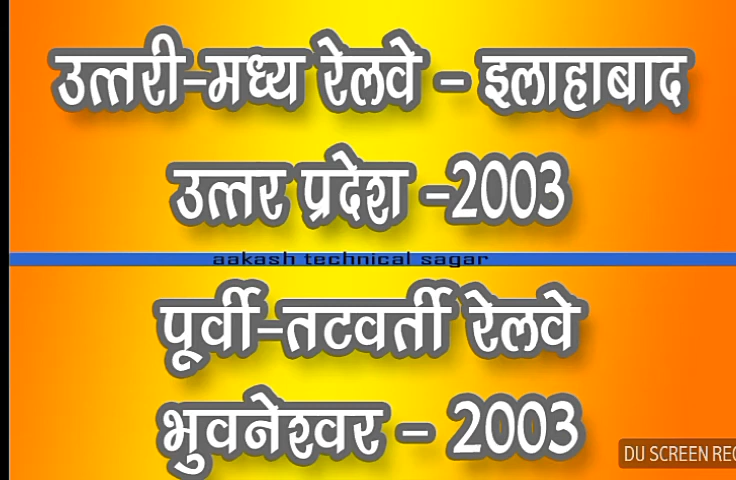 उत्तरी-मध्य रेलवे - इलाहाबाद
उत्तर प्रदेश -2003
aakash technical sagar
पूर्वी-तटवर्ती रेलवे
भुवनेश्वर - 2003
DU SCREEN REC